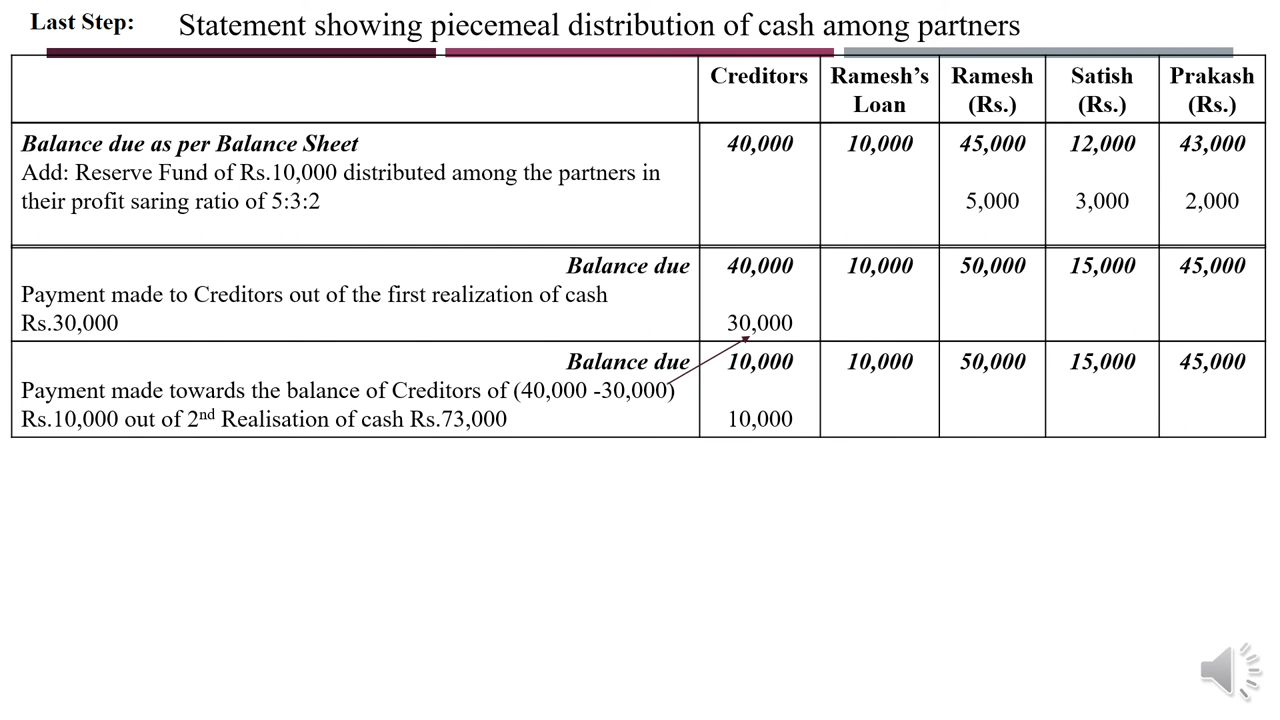 Last Step: Statement showing piecemeal distribution of cash among partners
Creditors Ramesh's Ramesh Satish Prakash
Loan (Rs.) (Rs.) (Rs.)
Balance due as per Balance Sheet 40,000 10,000 45,000 12,000 43,000
Add: Reserve Fund of Rs.10,000 distributed among the partners in
their profit saring ratio of 5:3:2 5,000 3,000 2,000
Balance due 40,000 10,000 50,000 15,000 45,000
Payment made to Creditors out of the first realization of cash
Rs.30,000 30,000
Balance due 10,000 10,000 50,000 15,000 45,000
Payment made towards the balance of Creditors of (40,000 -30,000)
Rs.10,000 out of 2nd Realisation of cash Rs.73,000 10,000